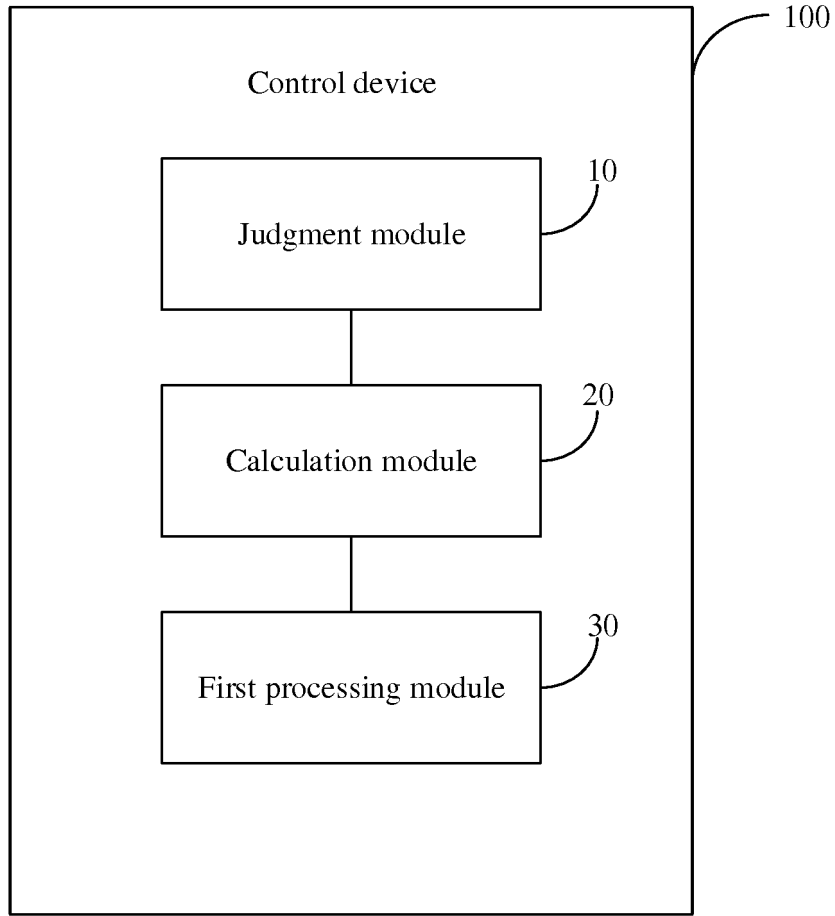 100
Control device
10
Judgment module
20
Calculation module
30
First processing module